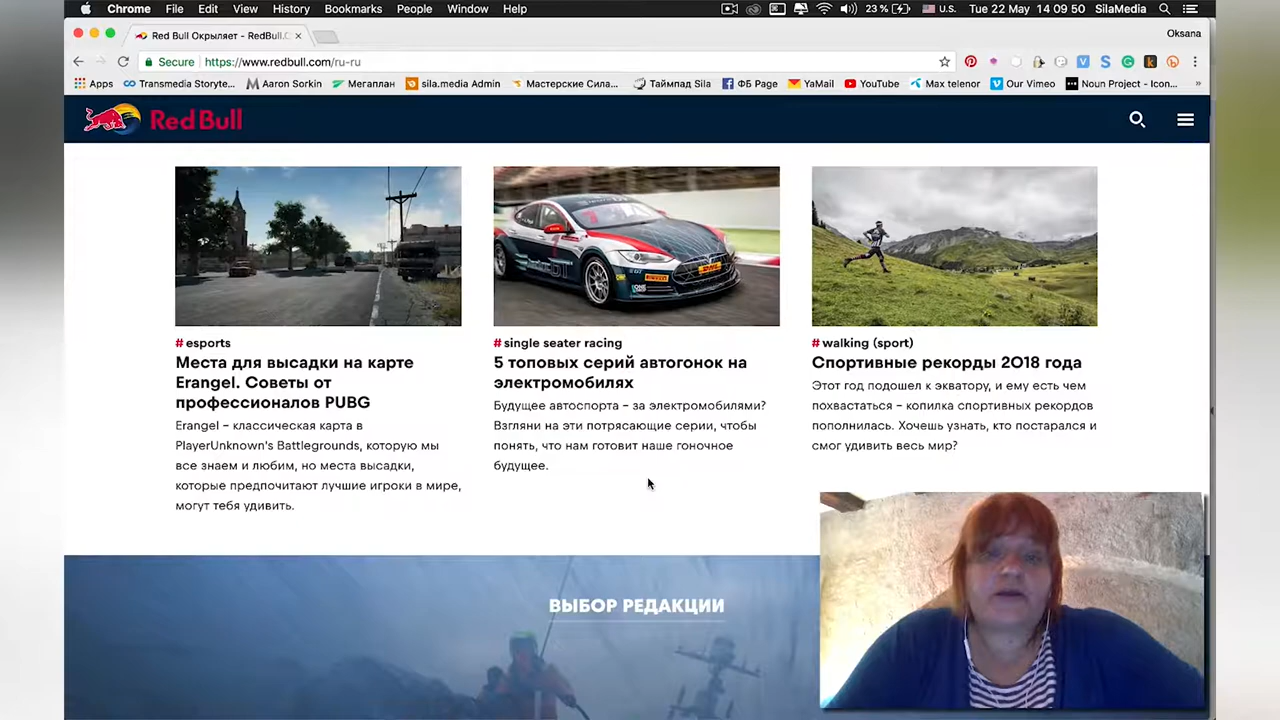 Chrome File Edit View History Bookmarks People Window Help 23 % U.S. Tue 22 May 14 09 50 SilaMedia
Red Bull Окрыляет - RedBull.C
Oksana
Secure https://www.redbull.com/ru-ru
Apps Transmedia Storyte... Aaron Sorkin Мегаплан sila.media Admin Мастерские Сила... Таймпад Sila ФБ Page YaMail YouTube Max telenor Our Vimeo Noun Project - Icon... »
Red Bull
# esports
Места для высадки на карте
Erangel. Советы от
профессионалов PUBG
Erangel – классическая карта в
PlayerUnknown's Battlegrounds, которую мы
все знаем и любим, но места высадки,
которые предпочитают лучшие игроки в мире,
могут тебя удивить.
# single seater racing
5 топовых серий автогонок на
электромобилях
Будущее автоспорта – за электромобилями?
Взгляни на эти потрясающие серии, чтобы
понять, что нам готовит наше гоночное
будущее.
# walking (sport)
Спортивные рекорды 2018 года
Этот год подошел к экватору, и ему есть чем
похвастаться – копилка спортивных рекордов
пополнилась. Хочешь узнать, кто постарался и
смог удивить весь мир?
ВЫБОР РЕДАКЦИИ